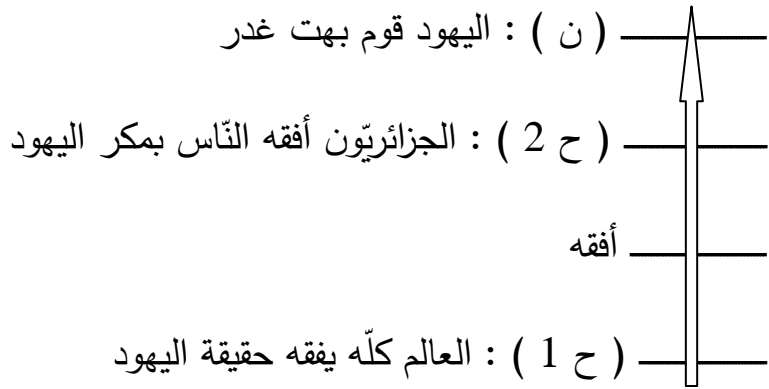 ( ن ) : اليهود قوم بهت غدر
( ح 2 ) : الجزائريّون أفقه النّاس بمكر اليهود
أفقه
( ح 1 ) : العالم كلّه يفقه حقيقة اليهود